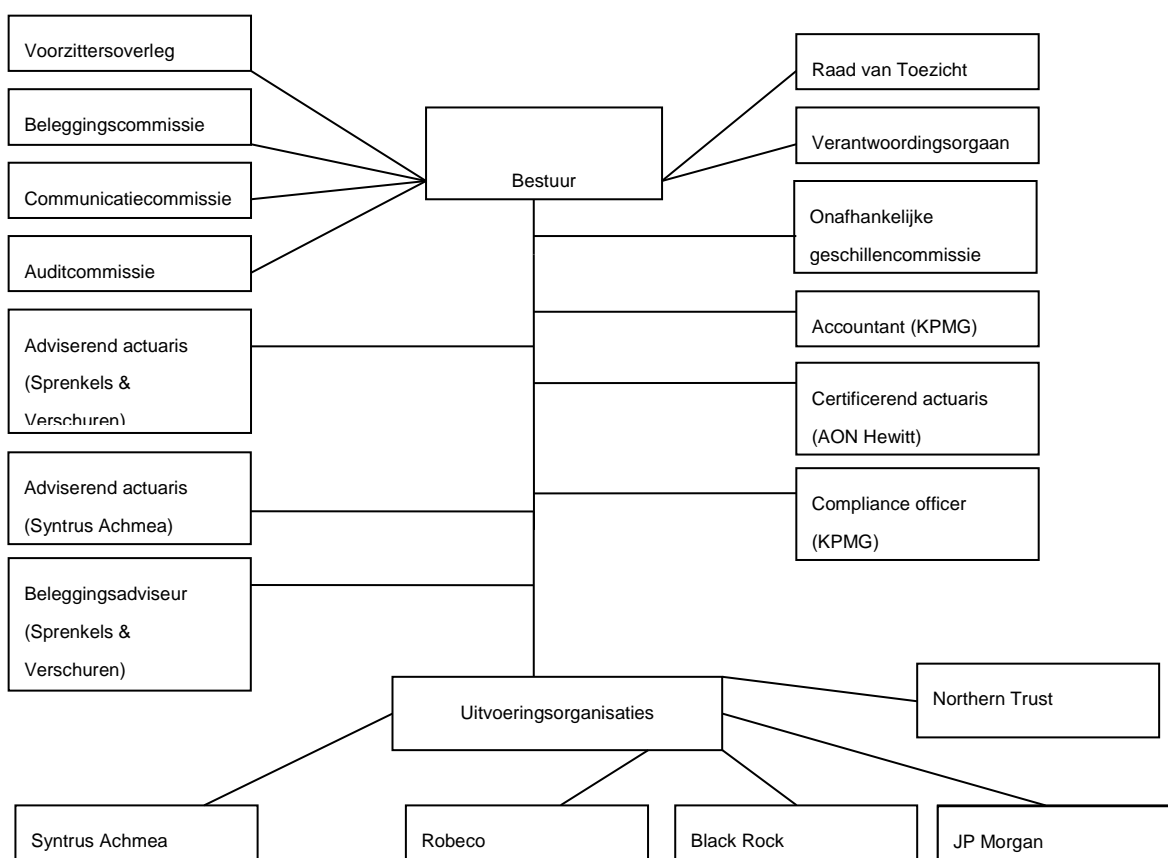 Voorzittersoverleg
Beleggingscommissie
Communicatiecommissie
Auditcommissie
Adviserend actuaris
(Sprenkels &
Verschuren)
Adviserend actuaris
(Syntrus Achmea)
Beleggingsadviseur
(Sprenkels &
Verschuren)
Bestuur
Raad van Toezicht
Verantwoordingsorgaan
Onafhankelijke
geschillencommissie
Accountant (KPMG)
Certificerend actuaris
(AON Hewitt)
Compliance officer
(KPMG)
Uitvoeringsorganisaties
Northern Trust
Syntrus Achmea
Robeco
Black Rock
JP Morgan